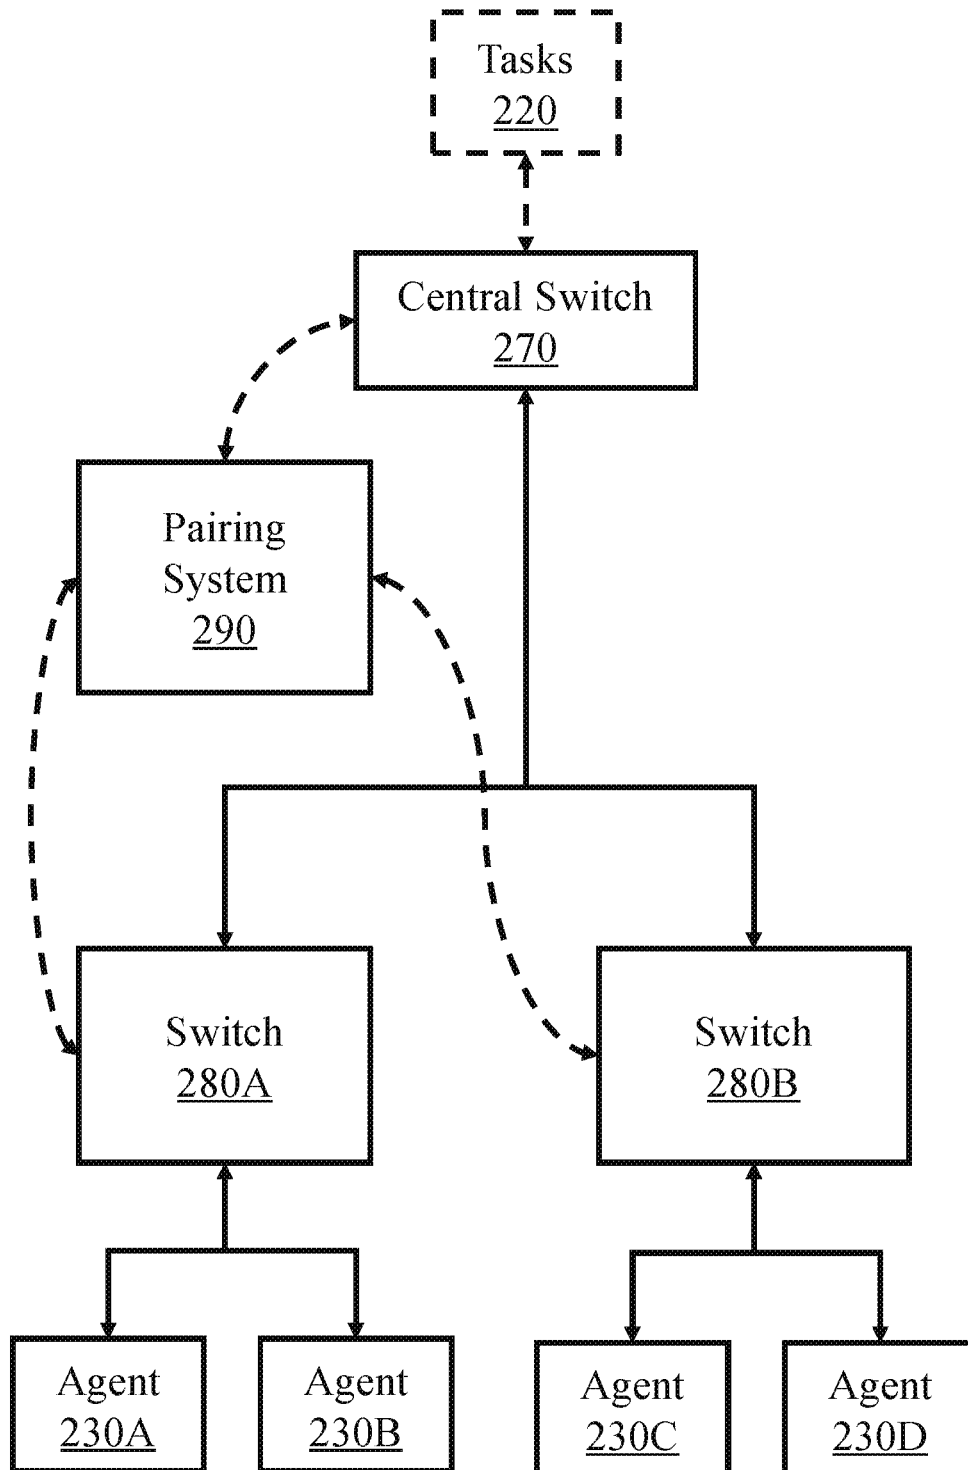 Tasks
220
Central Switch
270
Pairing
System
290
Switch
280A
Switch
280B
Agent
230A
Agent
230B
Agent
230C
Agent
230D